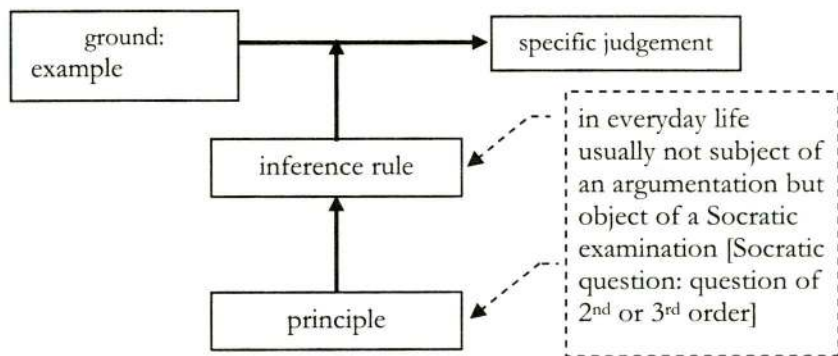 ground:
example
specific judgement
inference rule
principle
in everyday life
usually not subject of
an argumentation but
object of a Socratic
examination [Socratic
question: question of
2nd or 3rd order]